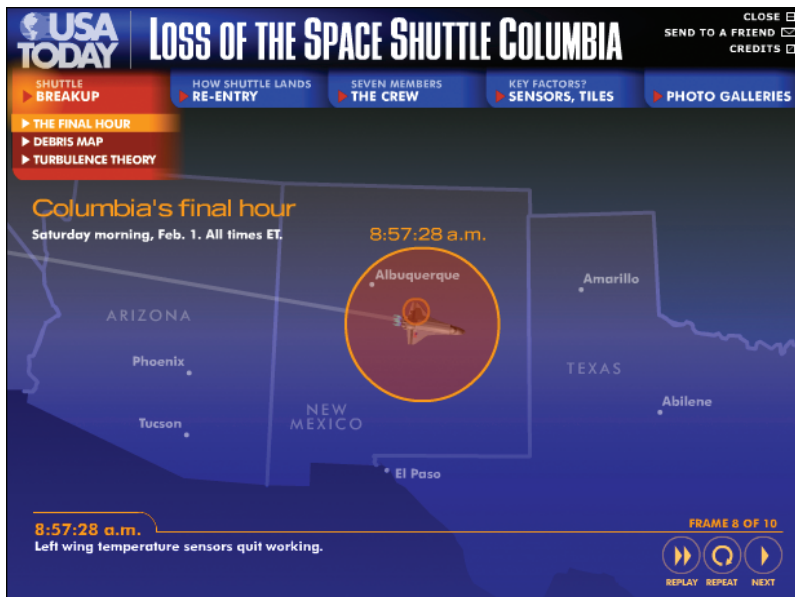 USA
TODAY
LOSS OF THE SPACE SHUTTLE COLUMBIA
CLOSE
SEND TO A FRIEND
CREDITS
SHUTTLE
BREAKUP
HOW SHUTTLE LANDS
RE-ENTRY
SEVEN MEMBERS
THE CREW
KEY FACTORS?
SENSORS, TILES
PHOTO GALLERIES
THE FINAL HOUR
DEBRIS MAP
TURBULENCE THEORY
Columbia's final hour
Saturday morning, Feb. 1. All times ET.
8:57:28 a.m.
Albuquerque
Amarillo
ARIZONA
Phoenix
TEXAS
Abilene
NEW
MEXICO
Tucson
El Paso
8:57:28 a.m.
Left wing temperature sensors quit working.
FRAME 8 OF 10
REPLAY REPEAT NEXT